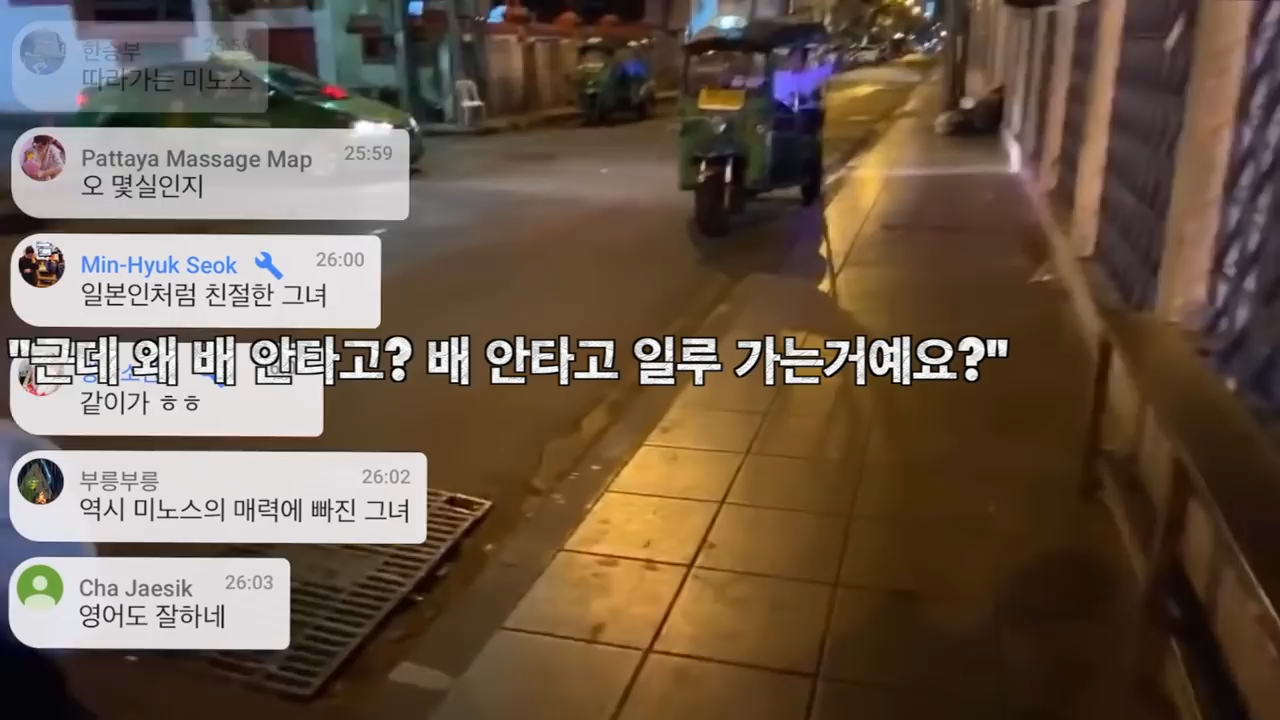 한승부 25:59
따라가는 미노스
Pattaya Massage Map 25:59
오 몇실인지
Min-Hyuk Seok 26:00
일본인처럼 친절한 그녀
"근데 왜 배 안타고? 배 안타고 일루 가는거예요?"
같이가 ㅎㅎ
부릉부릉 26:02
역시 미노스의 매력에 빠진 그녀
Cha Jaesik 26:03
영어도 잘하네